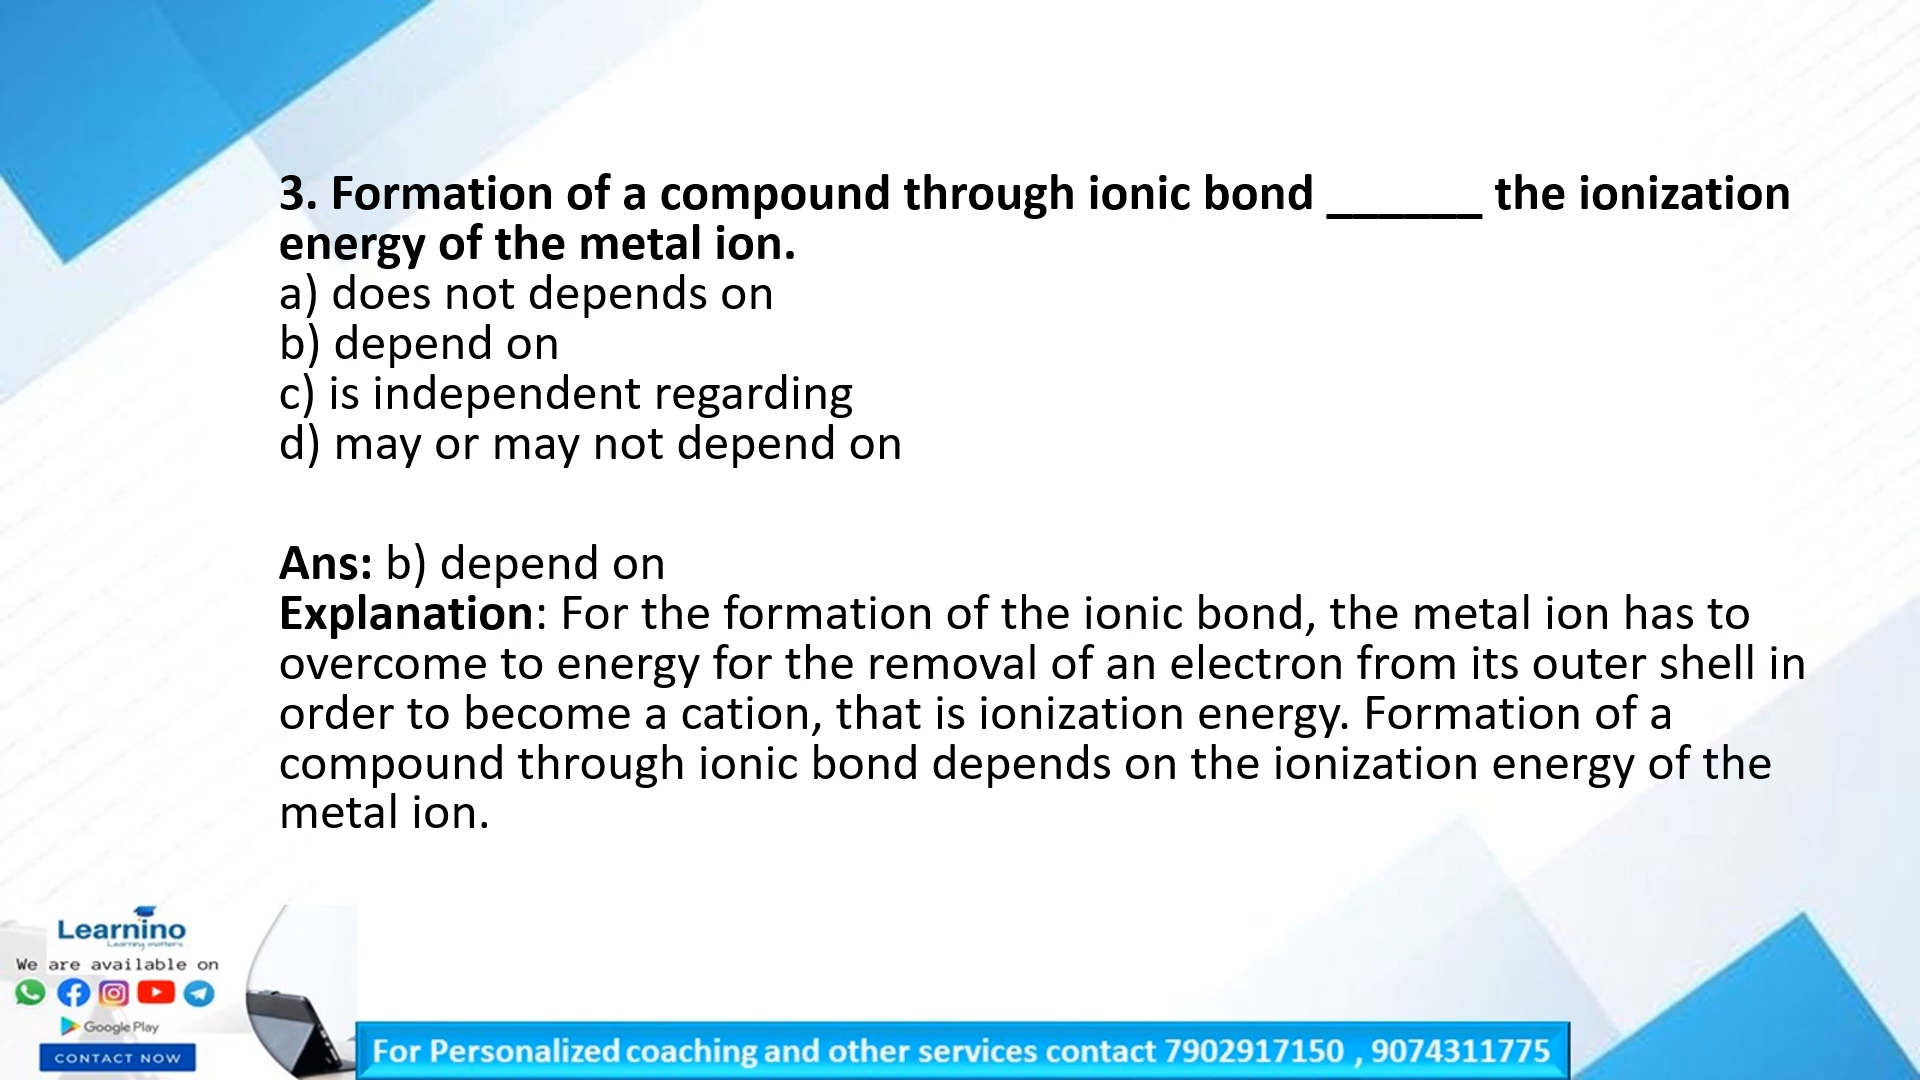 3. Formation of a compound through ionic bond ______ the ionization
energy of the metal ion.
a) does not depends on
b) depend on
c) is independent regarding
d) may or may not depend on
Ans: b) depend on
Explanation: For the formation of the ionic bond, the metal ion has to
overcome to energy for the removal of an electron from its outer shell in
order to become a cation, that is ionization energy. Formation of a
compound through ionic bond depends on the ionization energy of the
metal ion.
Learnino
Learning matters
We are available on
Google Play
CONTACT NOW
For Personalized coaching and other services contact 7902917150 , 9074311775